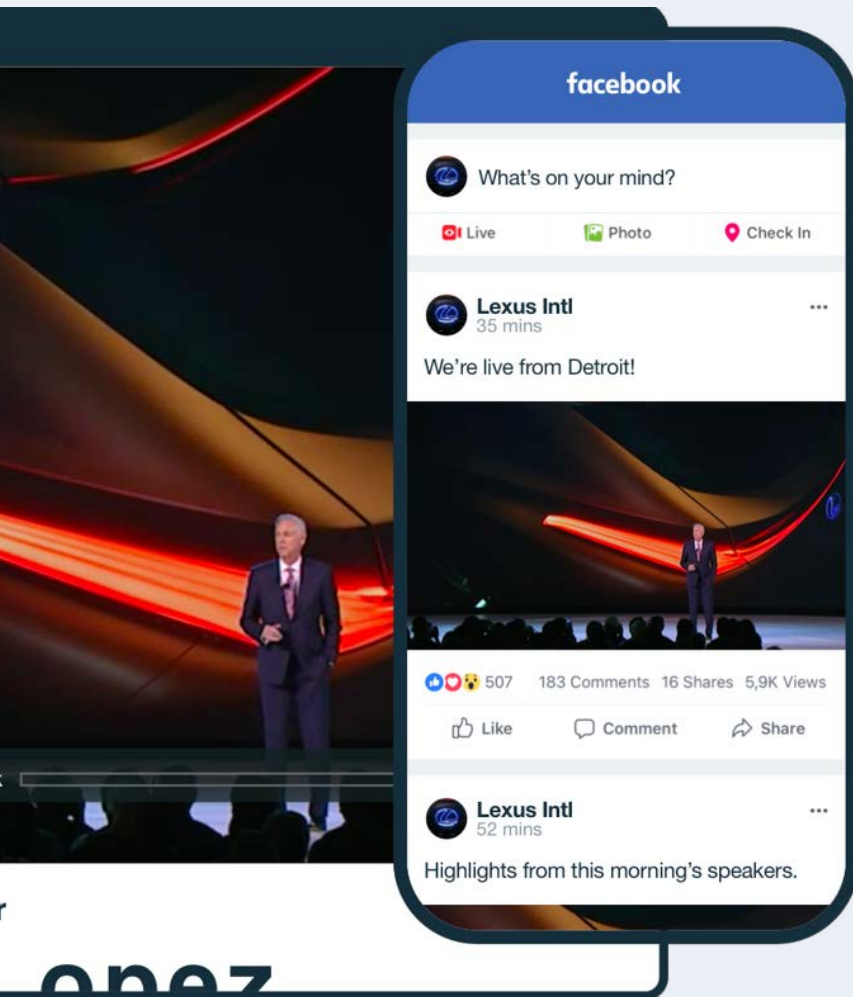 facebook
What's on your mind?
Live Photo Check In
Lexus Intl
35 mins
We're live from Detroit!
507 183 Comments 16 Shares 5,9K Views
Like Comment Share
Lexus Intl
52 mins
Highlights from this morning's speakers.